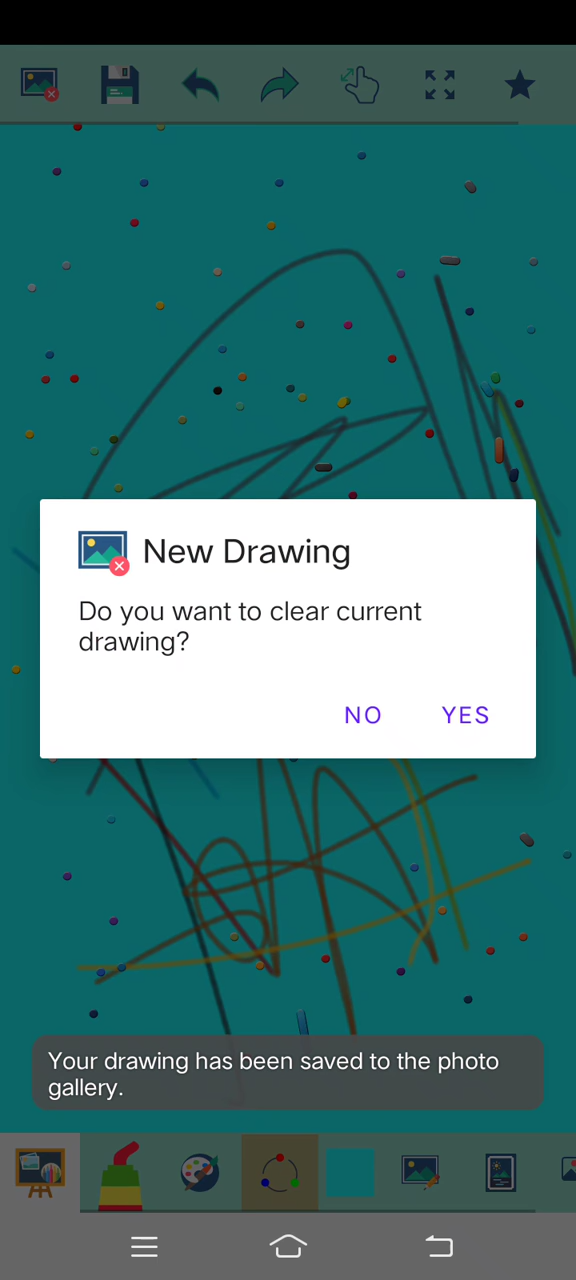 New Drawing
Do you want to clear current
drawing?
NO YES
Your drawing has been saved to the photo
gallery.